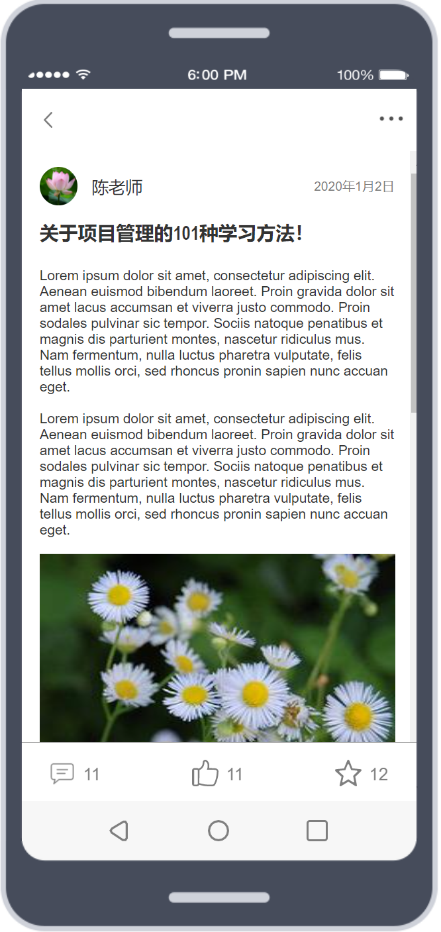 6:00 PM
100%
陈老师
2020年1月2日
关于项目管理的101种学习方法！
Lorem ipsum dolor sit amet, consectetur adipiscing elit.
Aenean euismod bibendum laoreet. Proin gravida dolor sit
amet lacus accumsan et viverra justo commodo. Proin
sodales pulvinar sic tempor. Sociis natoque penatibus et
magnis dis parturient montes, nascetur ridiculus mus.
Nam fermentum, nulla luctus pharetra vulputate, felis
tellus mollis orci, sed rhoncus pronin sapien nunc accuan
eget.
Lorem ipsum dolor sit amet, consectetur adipiscing elit.
Aenean euismod bibendum laoreet. Proin gravida dolor sit
amet lacus accumsan et viverra justo commodo. Proin
sodales pulvinar sic tempor. Sociis natoque penatibus et
magnis dis parturient montes, nascetur ridiculus mus.
Nam fermentum, nulla luctus pharetra vulputate, felis
tellus mollis orci, sed rhoncus pronin sapien nunc accuan
eget.
11
11
12